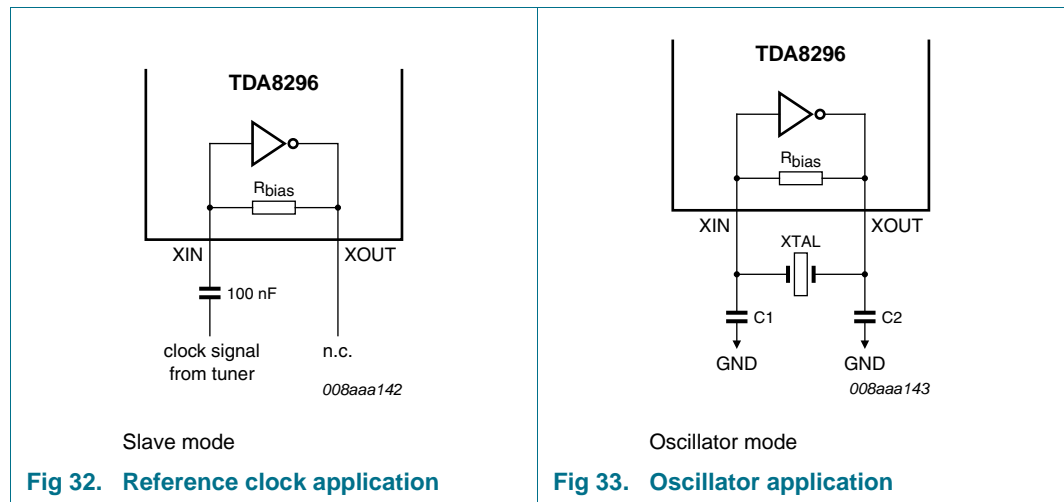 TDA8296
Rbias
XIN
XOUT
100 nF
clock signal
from tuner
n.c.
008aaa142
Slave mode
Fig 32. Reference clock application
TDA8296
Rbias
XIN
XOUT
XTAL
C1
C2
GND
GND
008aaa143
Oscillator mode
Fig 33. Oscillator application